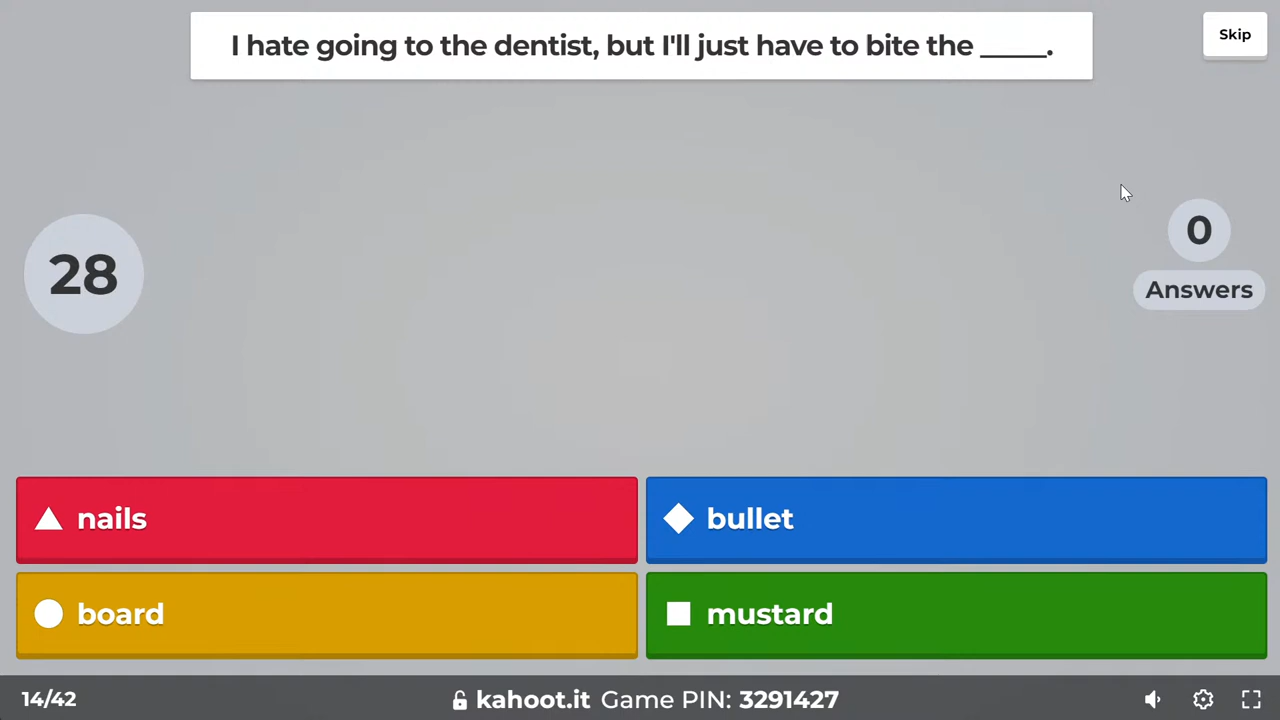 I hate going to the dentist, but I'll just have to bite the _____.
Skip
28
0
Answers
nails
bullet
board
mustard
14/42
kahoot.it Game PIN: 3291427